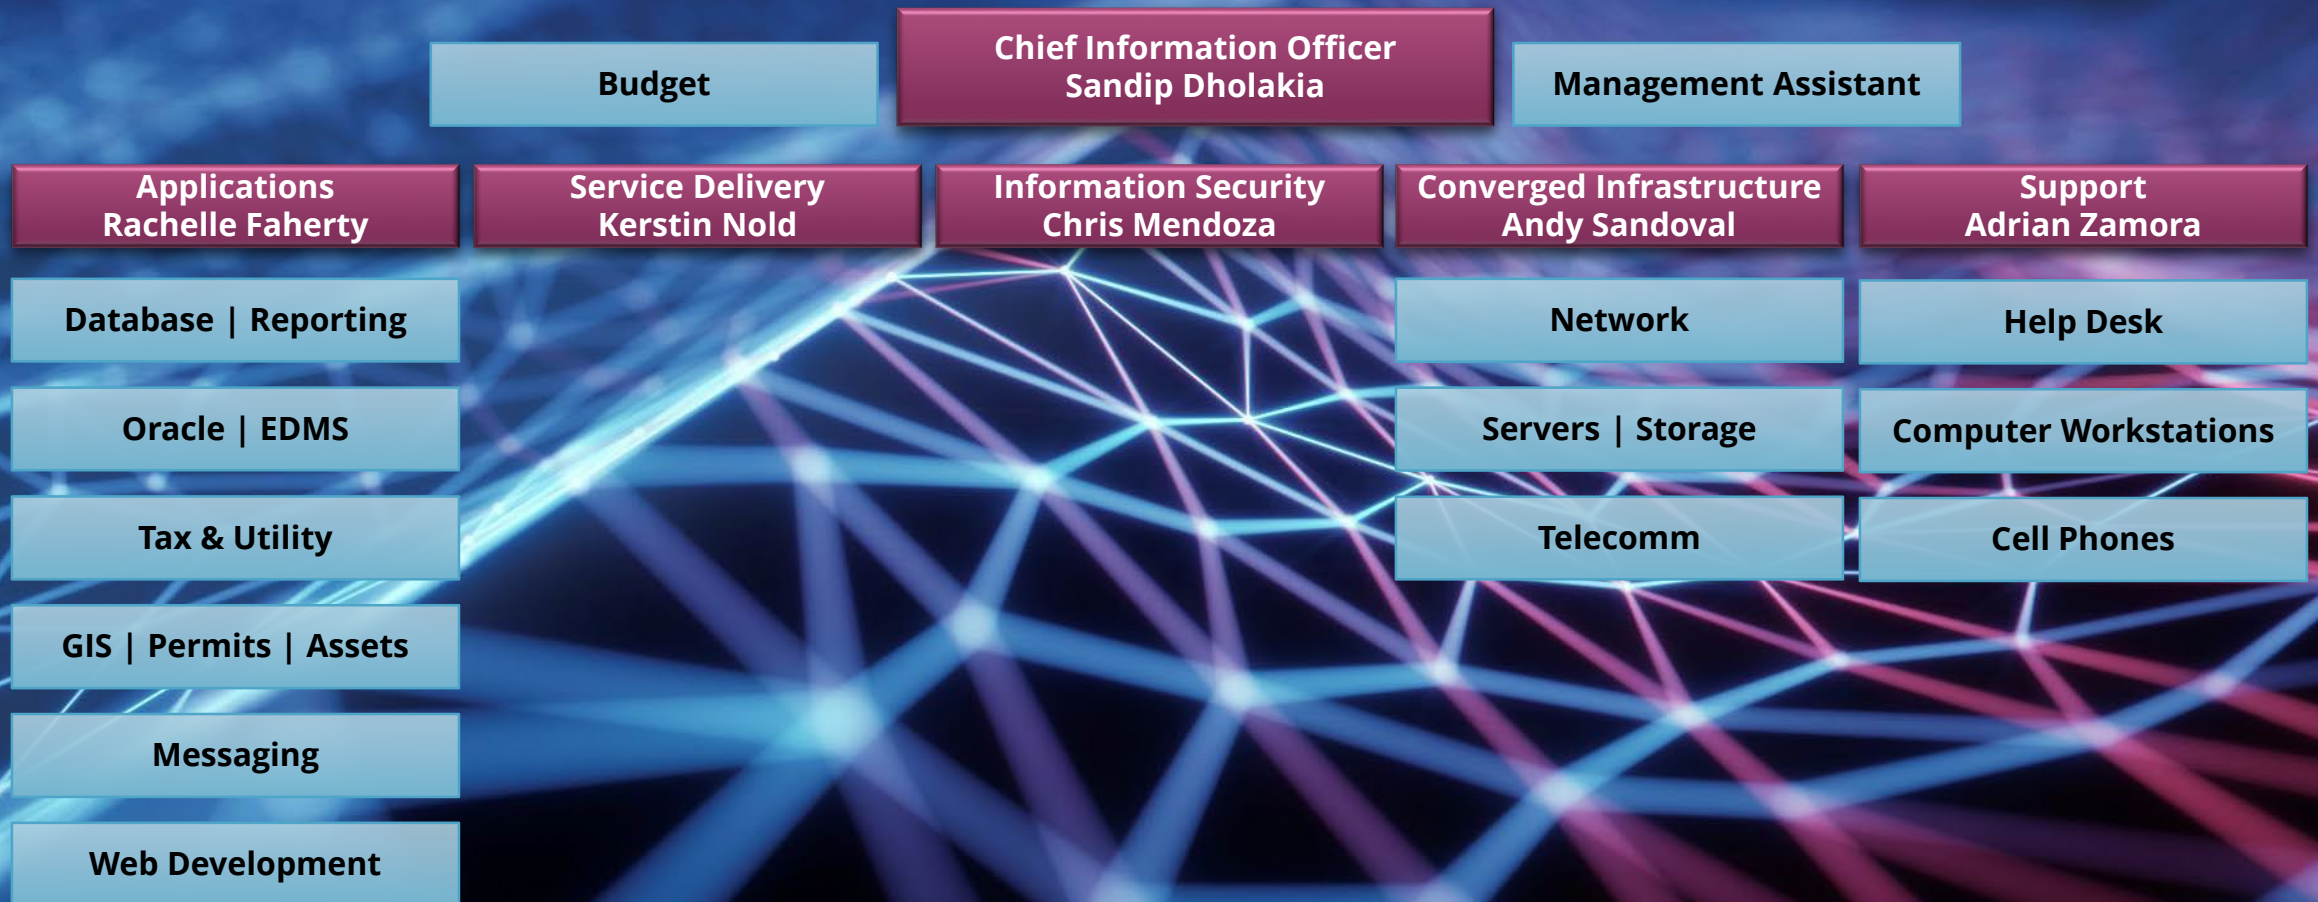 Budget
Chief Information Officer
Sandip Dholakia
Management Assistant
Applications
Rachelle Faherty
Service Delivery
Kerstin Nold
Information Security
Chris Mendoza
Converged Infrastructure
Andy Sandoval
Support
Adrian Zamora
Database | Reporting
Oracle | EDMS
Tax & Utility
GIS | Permits | Assets
Messaging
Web Development
Network
Servers | Storage
Telecomm
Help Desk
Computer Workstations
Cell Phones